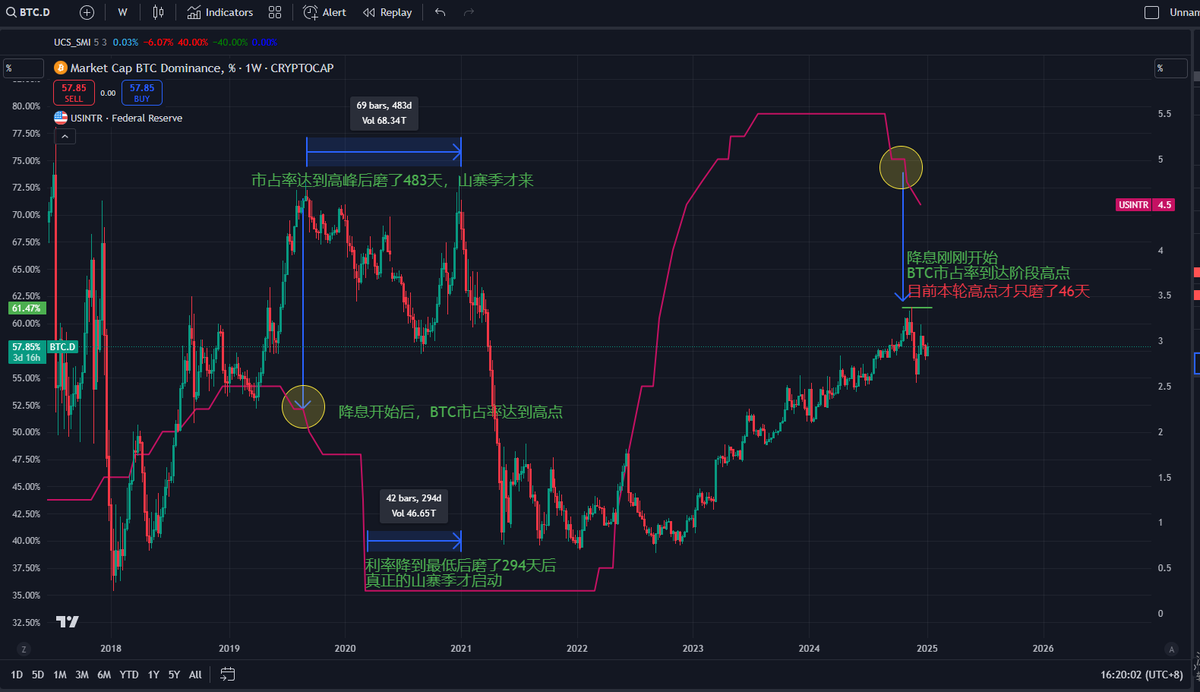 BTC.D W Indicators Alert Replay Unnan
UCS_SMI 5 3 0.03% −6.07% 40.00% −40.00% 0.00%
% Market Cap BTC Dominance, % · 1W · CRYPTOCAP %
57.85 SELL 0.00 57.85 BUY
USINTR · Federal Reserve
69 bars, 483d
Vol 68.34T
市占率达到高峰后磨了483天，山寨季才来
降息刚刚开始
BTC市占率到达阶段高点
目前本轮高点才只磨了46天
降息开始后，BTC市占率达到高点
42 bars, 294d
Vol 46.65T
利率降到最低后磨了294天后
真正的山寨季才启动
80.00%
77.50%
75.00%
72.50%
70.00%
67.50%
65.00%
62.50%
61.47%
60.00%
57.85% BTC.D
3d 16h
55.00%
52.50%
50.00%
47.50%
45.00%
42.50%
40.00%
37.50%
35.00%
32.50%
5.5
5
USINTR 4.5
4
3.5
3
2.5
2
1.5
1
0.5
0
Z 2018 2019 2020 2021 2022 2023 2024 2025 2026 A
1D 5D 1M 3M 6M YTD 1Y 5Y All 16:20:02 (UTC+8)